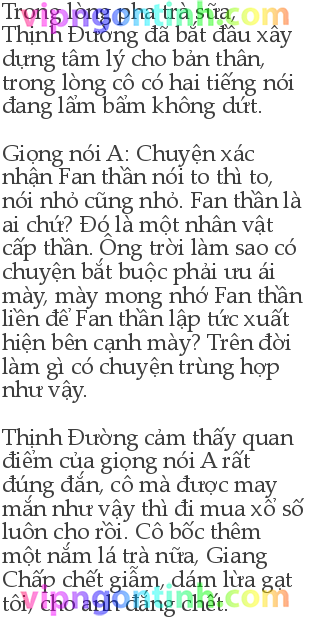 Trong lòng pha trà sữa,
Thịnh Đường đã bắt đầu xây
dựng tâm lý cho bản thân,
trong lòng cô có hai tiếng nói
đang lẩm bẩm không dứt.

Giọng nói A: Chuyện xác
nhận Fan thần nói to thì to,
nói nhỏ cũng nhỏ. Fan thần là
ai chứ? Đó là một nhân vật
cấp thần. Ông trời làm sao có
chuyện bắt buộc phải ưu ái
mày, mày mong nhớ Fan thần
liền để Fan thần lập tức xuất
hiện bên cạnh mày? Trên đời
làm gì có chuyện trùng hợp
như vậy.

Thịnh Đường cảm thấy quan
điểm của giọng nói A rất
đúng đắn, cô mà được may
mắn như vậy thì đi mua xổ số
luôn cho rồi. Cô bốc thêm
một nắm lá trà nữa, Giang
Chấp chết giẫm, dám lừa gạt
tôi, cho anh đắng chết.
vipngontinh.com
vipngontinh.com